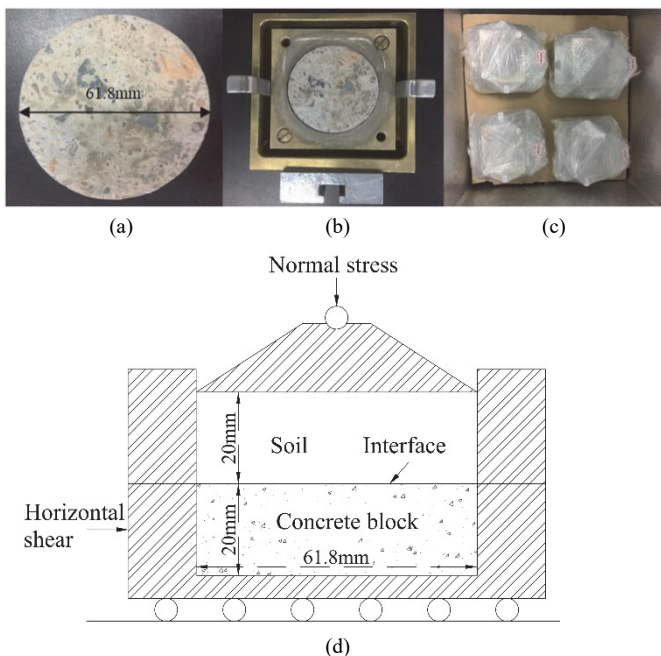 61.8mm
(a)
(b)
(c)
Normal stress
20mm
Soil
Interface
Horizontal
shear
20mm
Concrete block
61.8mm
(d)